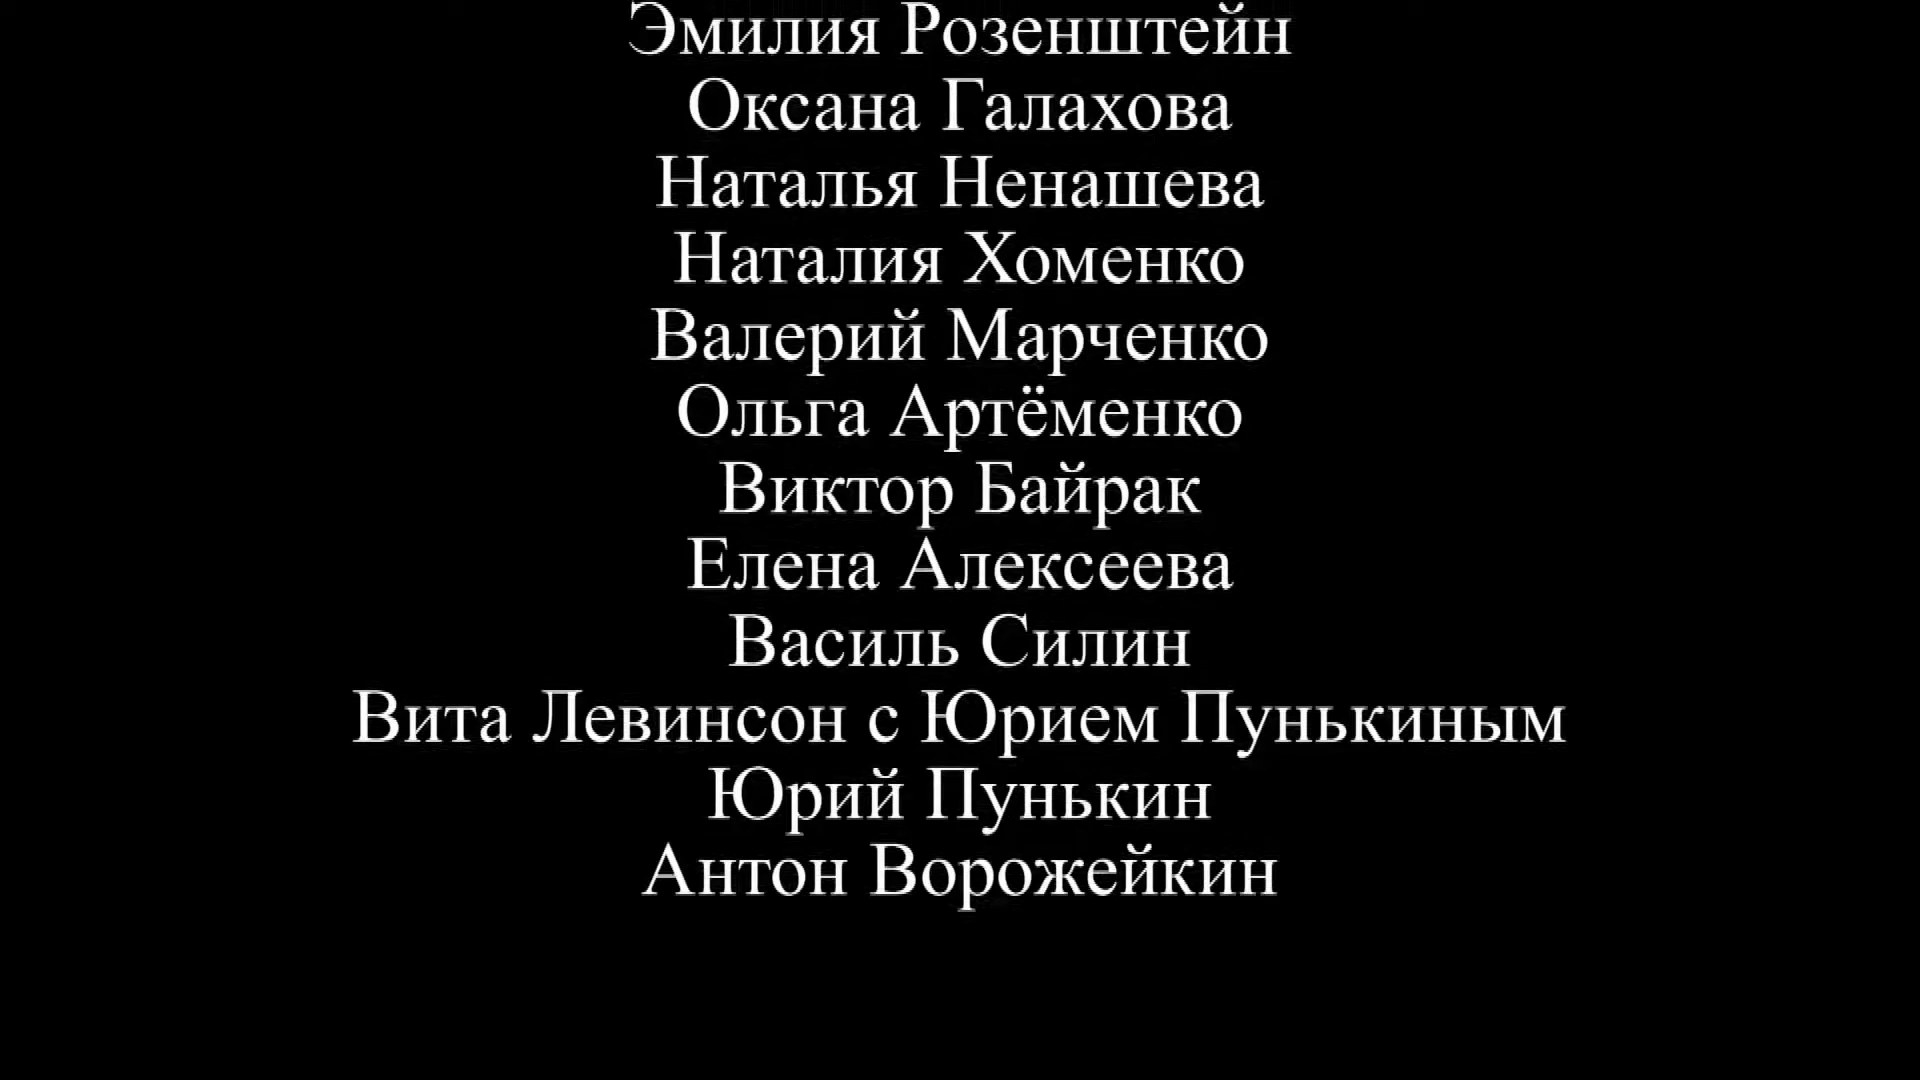 Эмилия Розенштейн
Оксана Галахова
Наталья Ненашева
Наталия Хоменко
Валерий Марченко
Ольга Артёменко
Виктор Байрак
Елена Алексеева
Василь Силин
Вита Левинсон с Юрием Пунькиным
Юрий Пунькин
Антон Ворожейкин